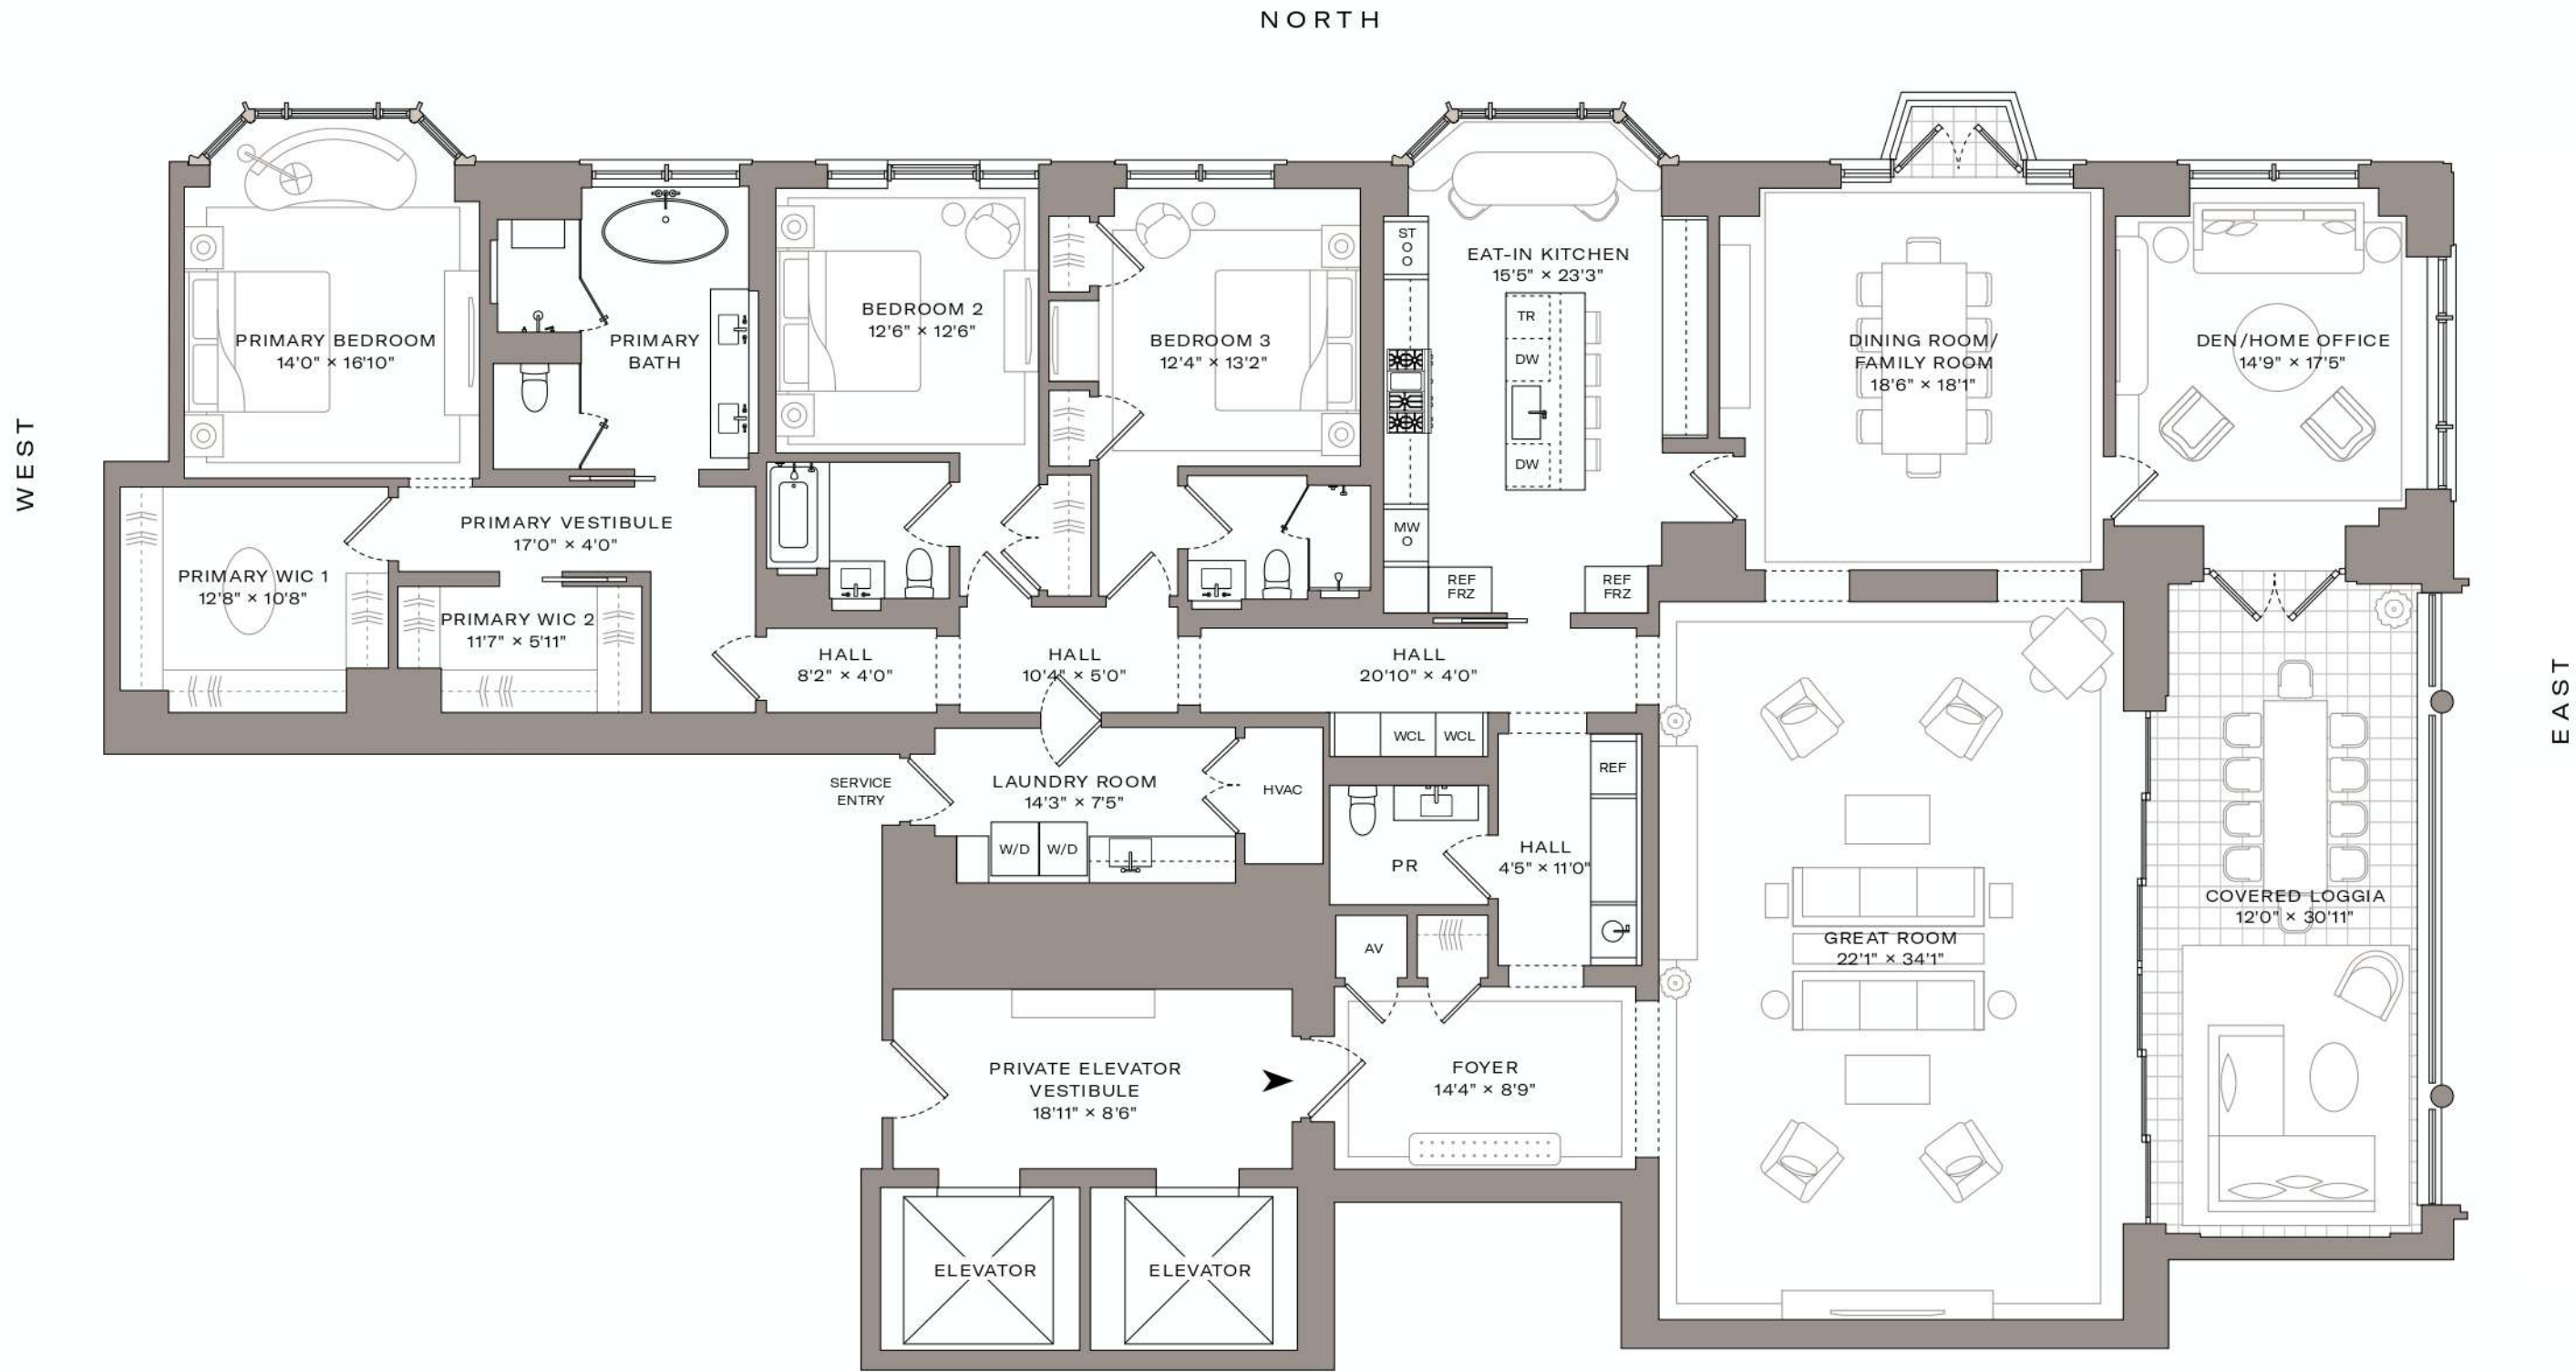 NORTH
WEST
EAST
PRIMARY BEDROOM
14'0" × 16'10"
PRIMARY
BATH
BEDROOM 2
12'6" × 12'6"
BEDROOM 3
12'4" × 13'2"
ST
O
O
EAT-IN KITCHEN
15'5" × 23'3"
TR
DW
DW
MW
O
REF
FRZ
REF
FRZ
DINING ROOM/
FAMILY ROOM
18'6" × 18'1"
DEN/HOME OFFICE
14'9" × 17'5"
PRIMARY VESTIBULE
17'0" × 4'0"
PRIMARY WIC 1
12'8" × 10'8"
PRIMARY WIC 2
11'7" × 5'11"
HALL
8'2" × 4'0"
HALL
10'4" × 5'0"
HALL
20'10" × 4'0"
WCL
WCL
REF
SERVICE
ENTRY
LAUNDRY ROOM
14'3" × 7'5"
HVAC
W/D
W/D
PR
HALL
4'5" × 11'0"
AV
GREAT ROOM
22'1" × 34'1"
COVERED LOGGIA
12'0" × 30'11"
PRIVATE ELEVATOR
VESTIBULE
18'11" × 8'6"
FOYER
14'4" × 8'9"
ELEVATOR
ELEVATOR